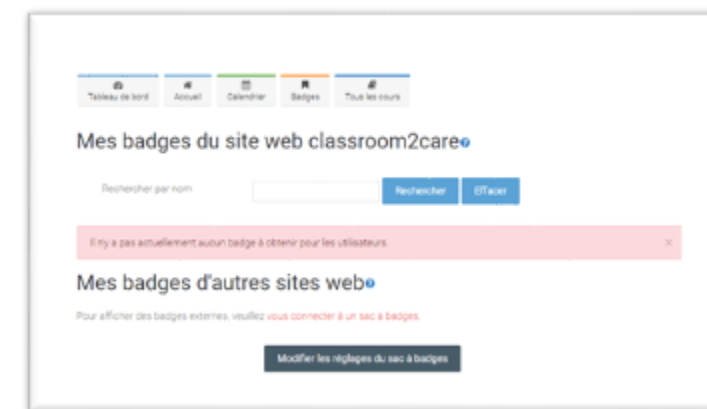 Tableau de bord Accueil Calendrier Badges Tous les cours
Mes badges du site web classroom2care
Rechercher par nom Rechercher Effacer
Il n'y a pas actuellement aucun badge à obtenir pour les utilisateurs. ×
Mes badges d'autres sites web
Pour afficher des badges externes, veuillez vous connecter à un sac à badges.
Modifier les réglages du sac à badges